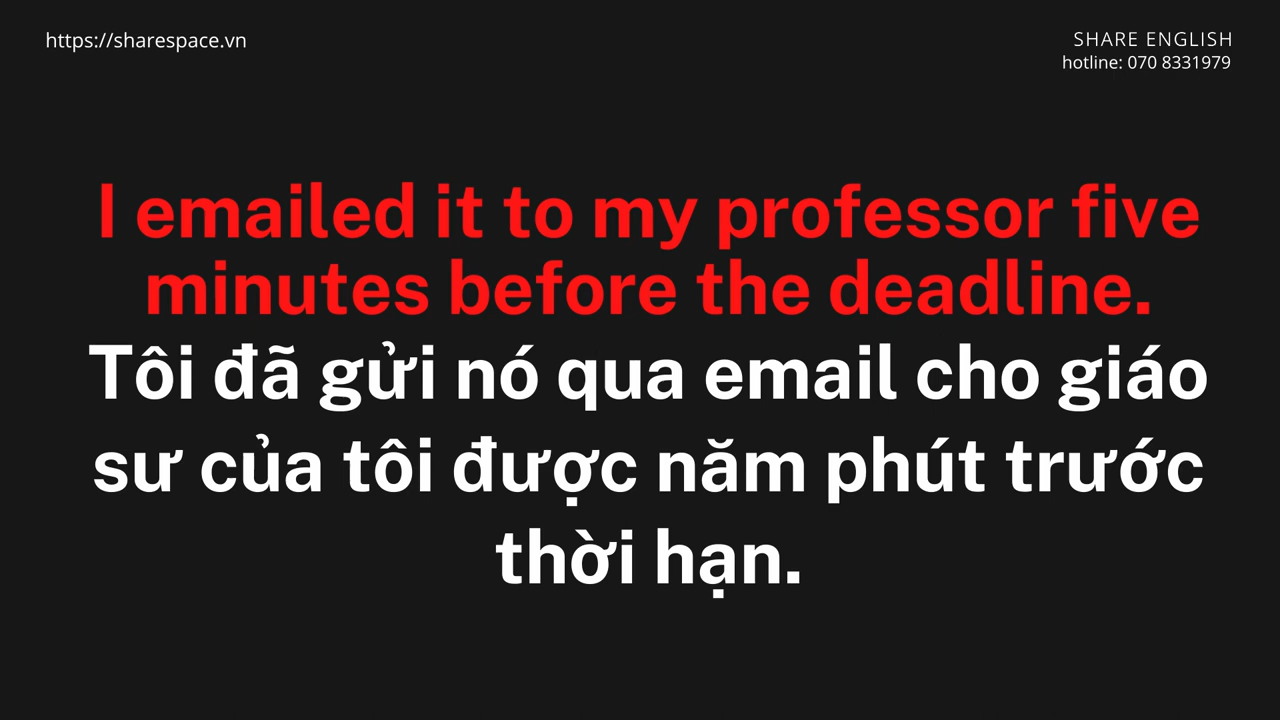 https://sharespace.vn
SHARE ENGLISH
hotline: 070 8331979
I emailed it to my professor five
minutes before the deadline.
Tôi đã gửi nó qua email cho giáo
sư của tôi được năm phút trước
thời hạn.